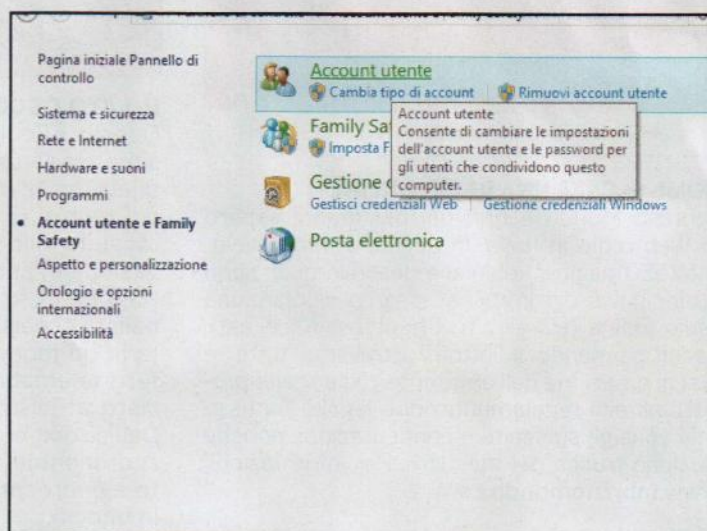 Pagina iniziale Pannello di
controllo
Sistema e sicurezza
Rete e Internet
Hardware e suoni
Programmi
• Account utente e Family
Safety
Aspetto e personalizzazione
Orologio e opzioni
internazionali
Accessibilità
Account utente
Cambia tipo di account
Rimuovi account utente
Account utente
Consente di cambiare le impostazioni
dell'account utente e le password per
gli utenti che condividono questo
computer.
Family Sa
Imposta F
Gestione
Gestisci credenziali Web
Gestione credenziali Windows
Posta elettronica